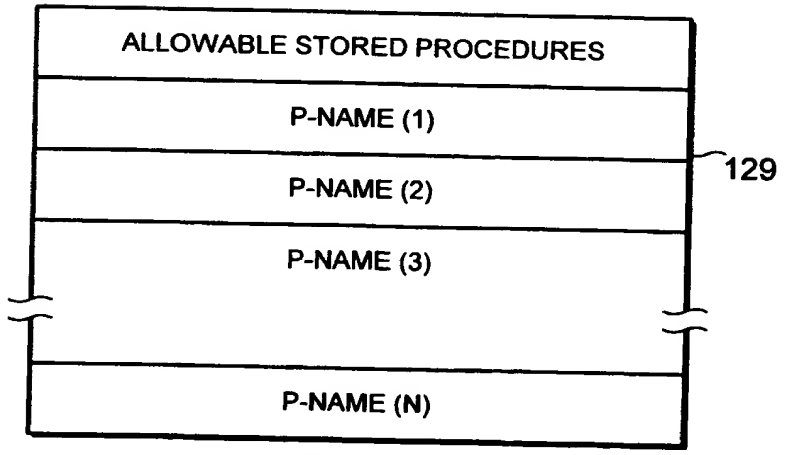 ALLOWABLE STORED PROCEDURES
P-NAME (1)
129
P-NAME (2)
P-NAME (3)
P-NAME (N)